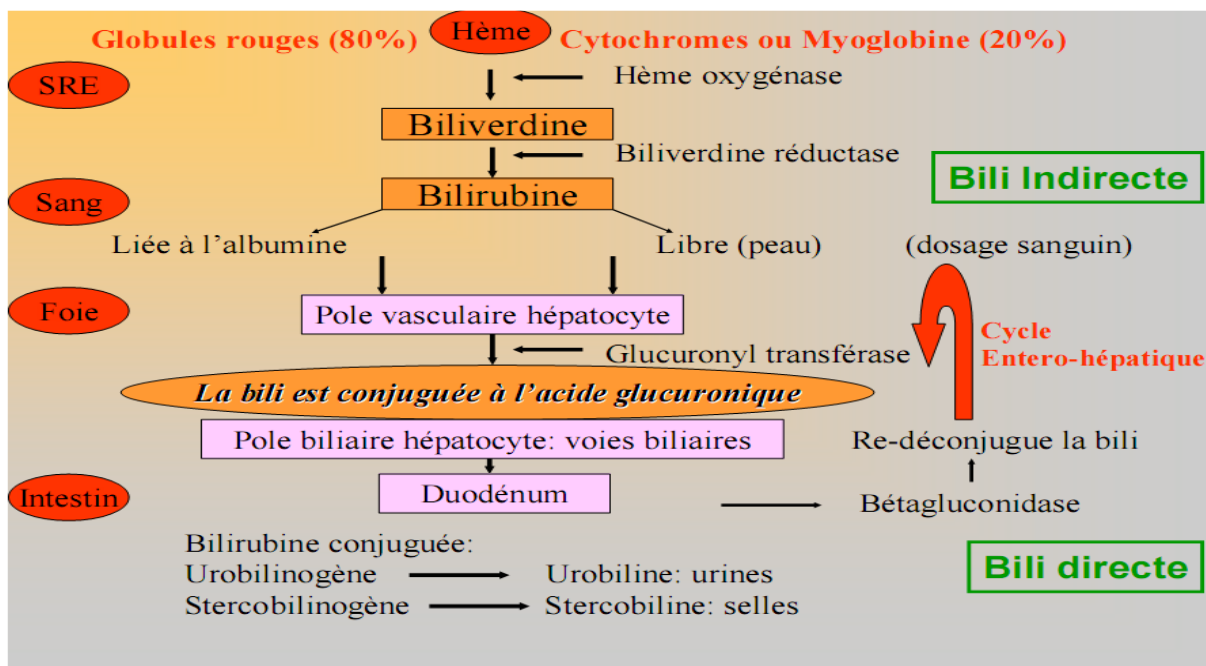 Globules rouges (80%) Hème Cytochromes ou Myoglobine (20%)
SRE
Hème oxygénase
Biliverdine
Biliverdine réductase
Bili Indirecte
Sang
Bilirubine
Liée à l'albumine Libre (peau) (dosage sanguin)
Foie
Pole vasculaire hépatocyte
Cycle
Entero-hépatique
Glucuronyl transférase
La bili est conjuguée à l'acide glucuronique
Pole biliaire hépatocyte: voies biliaires
Re-déconjugue la bili
Intestin
Duodénum
Bétagluconidase
Bilirubine conjuguée:
Urobilinogène Urobiline: urines
Stercobilinogène Stercobiline: selles
Bili directe